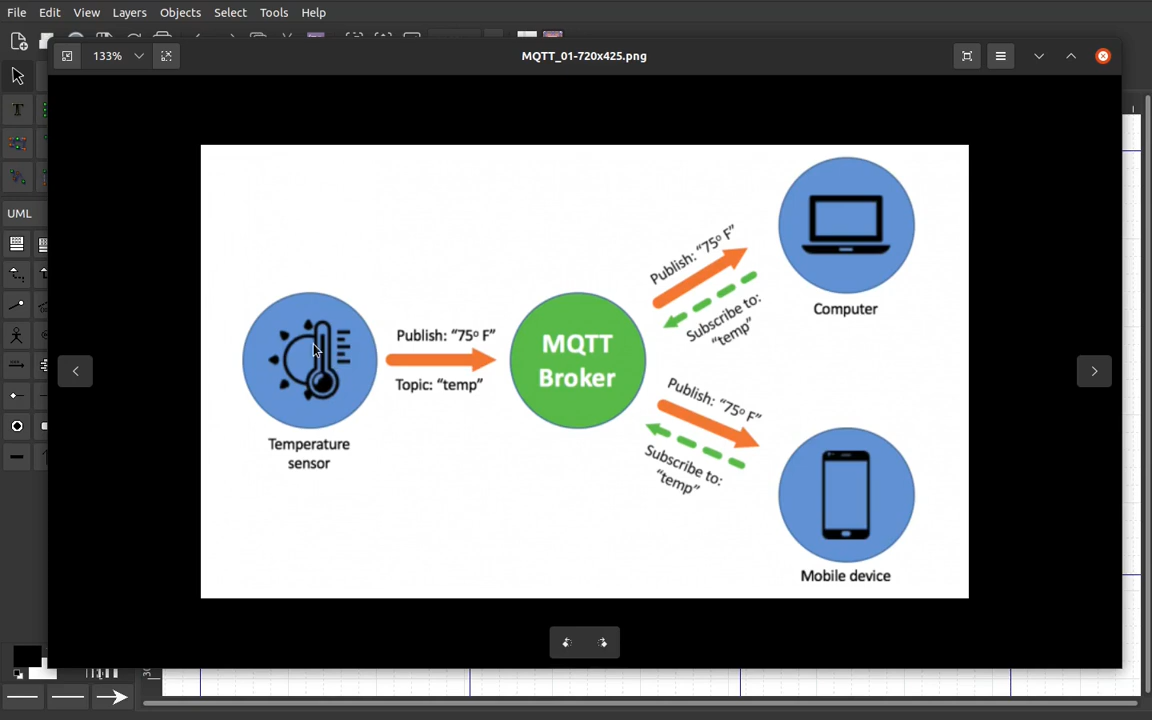 File Edit View Layers Objects Select Tools Help
133%
MQTT_01-720x425.png
UML
Publish: "75º F"
Subscribe to:
"temp"
Computer
Publish: "75º F"
Topic: "temp"
MQTT
Broker
Temperature
sensor
Publish: "75º F"
Subscribe to:
"temp"
Mobile device